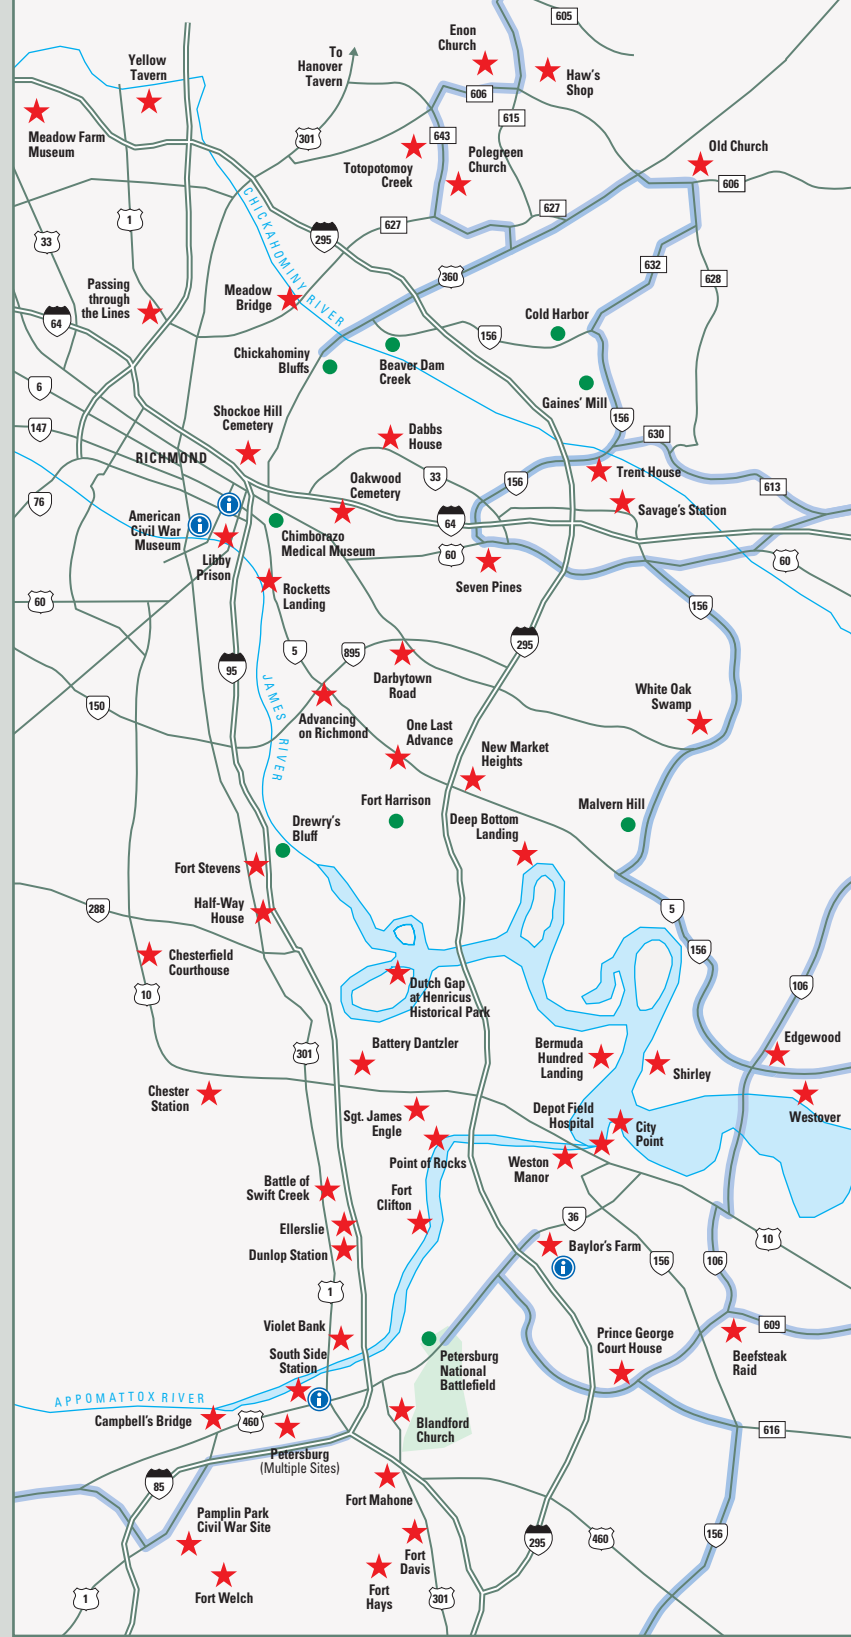 605
Enon
Church
Haw's
Shop
To
Hanover
Tavern
Yellow
Tavern
606
615
Meadow Farm
Museum
301
643
Totopotomoy
Creek
Polegreen
Church
Old Church
606
1
33
CHICKAHOMINY RIVER
295
627
627
632
628
360
Passing
through
the Lines
Meadow
Bridge
64
156
Cold Harbor
Chickahominy
Bluffs
Beaver Dam
Creek
6
Gaines' Mill
147
Shockoe Hill
Cemetery
Dabbs
House
156
630
RICHMOND
Oakwood
Cemetery
33
156
Trent House
613
76
American
Civil War
Museum
Libby
Prison
Chimborazo
Medical Museum
64
60
Savage's Station
60
Seven Pines
60
Rocketts
Landing
156
5
895
295
95
Darbytown
Road
JAMES RIVER
150
Advancing
on Richmond
One Last
Advance
White Oak
Swamp
New Market
Heights
Fort Harrison
Malvern Hill
Drewry's
Bluff
Deep Bottom
Landing
Fort Stevens
Half-Way
House
288
5
156
Chesterfield
Courthouse
10
Dutch Gap
at Henricus
Historical Park
106
301
Battery Dantzler
Bermuda
Hundred
Landing
Shirley
Edgewood
Chester
Station
Westover
Sgt. James
Engle
Depot Field
Hospital
City
Point
Point of Rocks
Weston
Manor
Battle of
Swift Creek
Fort
Clifton
Ellerslie
36
10
Dunlop Station
Baylor's Farm
156
106
1
Violet Bank
609
South Side
Station
Petersburg
National
Battlefield
Prince George
Court House
Beefsteak
Raid
APPOMATTOX RIVER
Campbell's Bridge
460
Blandford
Church
616
Petersburg
(Multiple Sites)
85
Fort Mahone
Pamplin Park
Civil War Site
295
460
156
Fort
Davis
Fort Welch
Fort
Hays
1
301